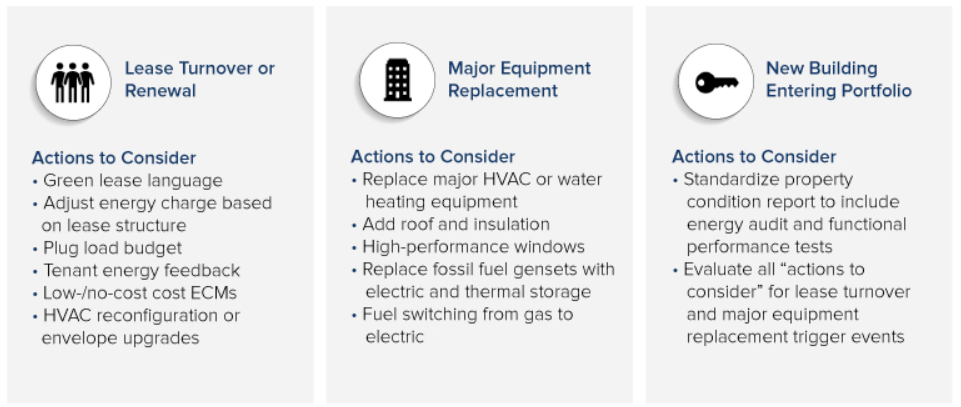 Lease Turnover or
Renewal
Actions to Consider
• Green lease language
• Adjust energy charge based
on lease structure
• Plug load budget
• Tenant energy feedback
• Low-/no-cost cost ECMs
• HVAC reconfiguration or
envelope upgrades
Major Equipment
Replacement
Actions to Consider
• Replace major HVAC or water
heating equipment
• Add roof and insulation
• High-performance windows
• Replace fossil fuel gensets with
electric and thermal storage
• Fuel switching from gas to
electric
New Building
Entering Portfolio
Actions to Consider
• Standardize property
condition report to include
energy audit and functional
performance tests
• Evaluate all “actions to
consider” for lease turnover
and major equipment
replacement trigger events